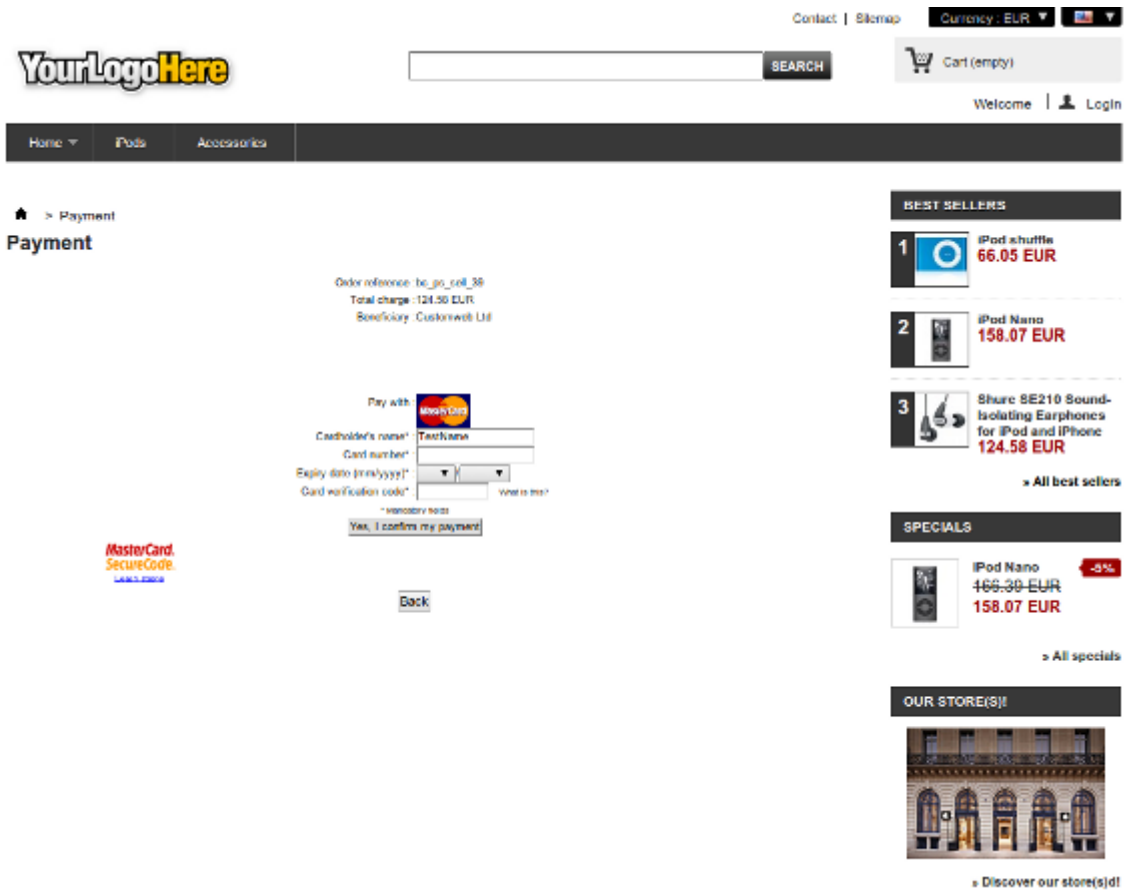 Contact | Sitemap
Currency : EUR
YourLogoHere
SEARCH
Cart (empty)
Welcome | Login
Home
iPods
Accessories
> Payment
Payment
Order reference : bc_ps_sell_39
Total charge : 124.58 EUR
Beneficiary : Customweb Ltd
Pay with :
MasterCard
Cardholder's name* : TestName
Card number* :
Expiry date (mm/yyyy)* : /
Card verification code* : What is this?
* Mandatory fields
Yes, I confirm my payment
MasterCard.
SecureCode.
Learn more
Back
BEST SELLERS
1
iPod shuffle
66.05 EUR
2
iPod Nano
158.07 EUR
3
Shure SE210 Sound-
Isolating Earphones
for iPod and iPhone
124.58 EUR
» All best sellers
SPECIALS
iPod Nano
-5%
166.39 EUR
158.07 EUR
» All specials
OUR STORE(S)!
» Discover our store(s)d!